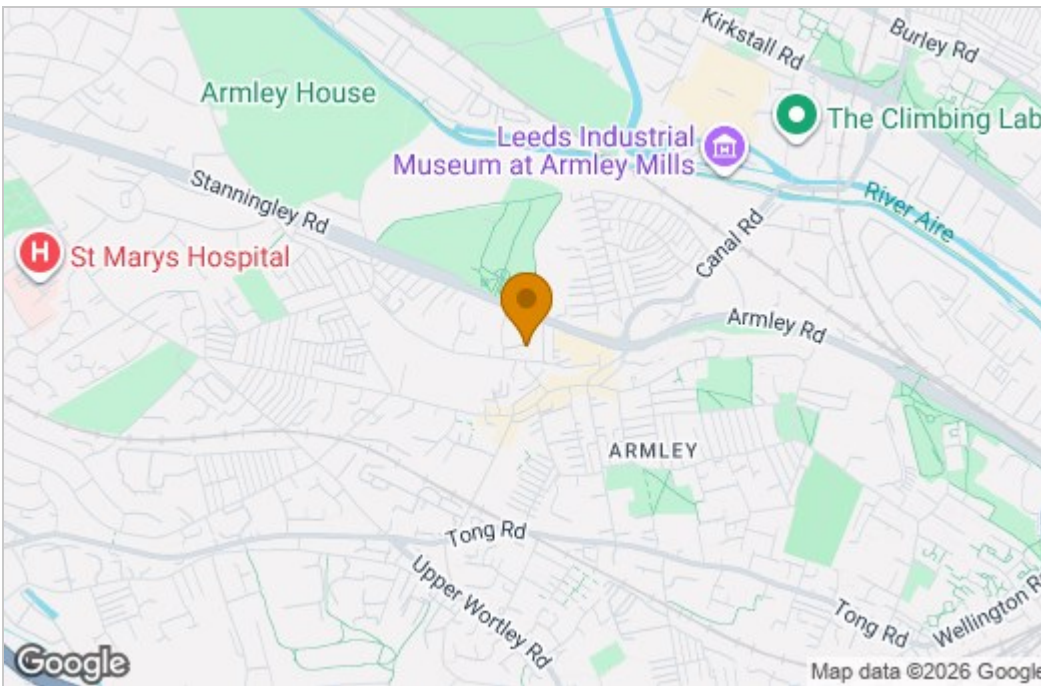 Kirkstall Rd
Burley Rd
Armley House
The Climbing Lab
Leeds Industrial
Museum at Armley Mills
Stanningley Rd
River Aire
H
St Marys Hospital
Canal Rd
Armley Rd
ARMLEY
Tong Rd
Upper Wortley Rd
Tong Rd
Wellington Rd
Google
Map data ©2026 Google